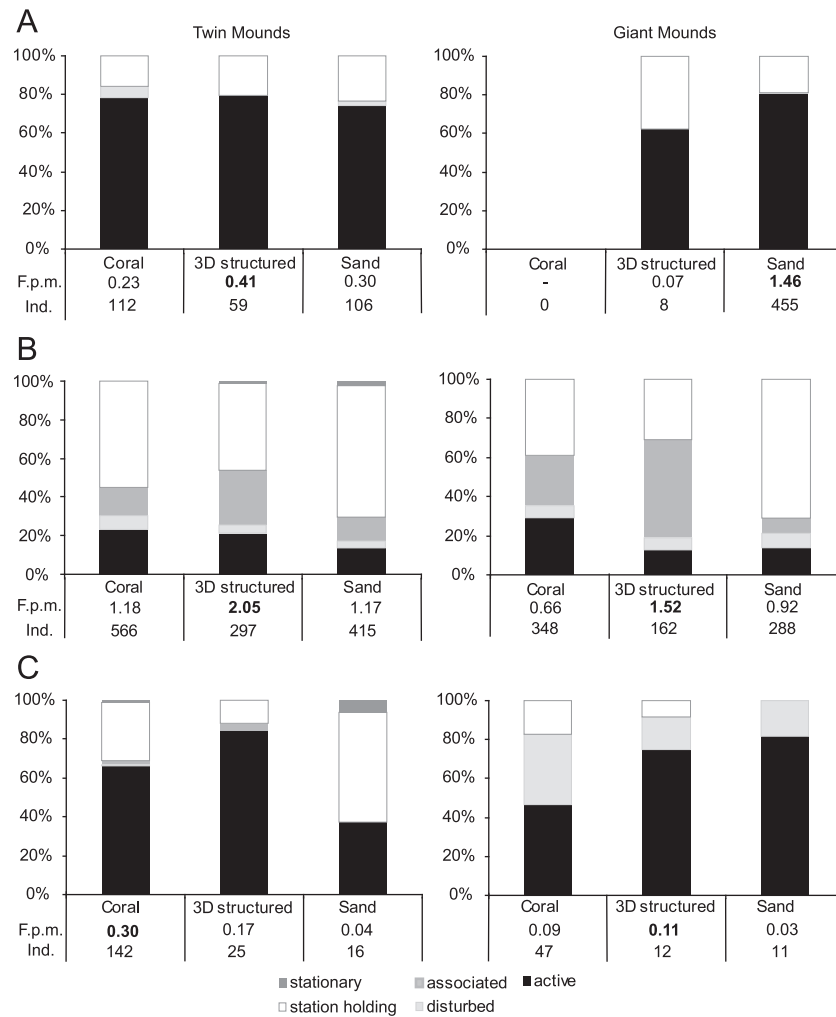 A
Twin Mounds
Giant Mounds
100%
80%
60%
40%
20%
0%
Coral 3D structured Sand
F.p.m. 0.23 0.41 0.30
Ind. 112 59 106
100%
80%
60%
40%
20%
0%
Coral 3D structured Sand
- 0.07 1.46
0 8 455
B
100%
80%
60%
40%
20%
0%
Coral 3D structured Sand
F.p.m. 1.18 2.05 1.17
Ind. 566 297 415
100%
80%
60%
40%
20%
0%
Coral 3D structured Sand
F.p.m. 0.66 1.52 0.92
Ind. 348 162 288
C
100%
80%
60%
40%
20%
0%
Coral 3D structured Sand
F.p.m. 0.30 0.17 0.04
Ind. 142 25 16
100%
80%
60%
40%
20%
0%
Coral 3D structured Sand
F.p.m. 0.09 0.11 0.03
Ind. 47 12 11
stationary associated active
station holding disturbed